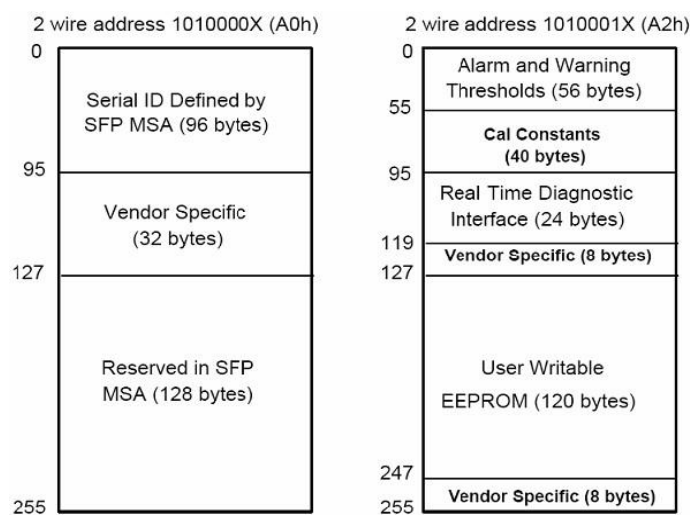 2 wire address 1010000X (A0h)
0
Serial ID Defined by
SFP MSA (96 bytes)
95
Vendor Specific
(32 bytes)
127
Reserved in SFP
MSA (128 bytes)
255
2 wire address 1010001X (A2h)
0
Alarm and Warning
Thresholds (56 bytes)
55
Cal Constants
(40 bytes)
95
Real Time Diagnostic
Interface (24 bytes)
119
Vendor Specific (8 bytes)
127
User Writable
EEPROM (120 bytes)
247
Vendor Specific (8 bytes)
255